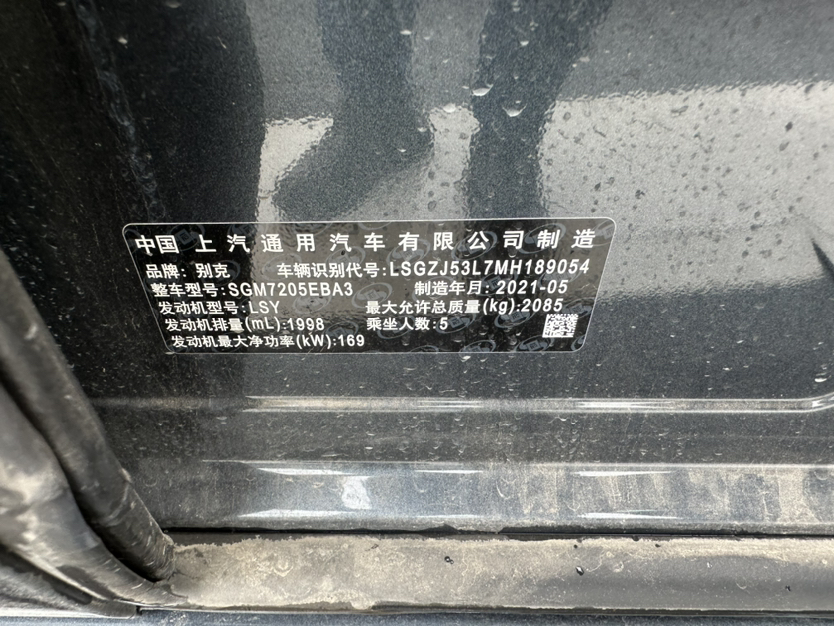 中国 上汽通用汽车有限公司制造
品牌: 别克 车辆识别代号:LSGZJ53L7MH189054
整车型号:SGM7205EBA3 制造年月: 2021-05
发动机型号:LSY 最大允许总质量(kg):2085
发动机排量(mL):1998 乘坐人数:5
发动机最大净功率(kW):169